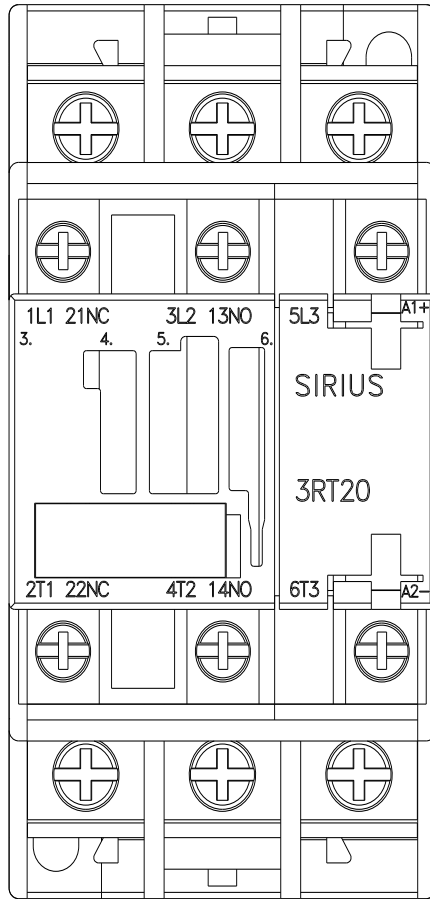 1L1 21NC 3L2 13NO 5L3 A1+
3. 4. 5. 6.
SIRIUS
3RT20
2T1 22NC 4T2 14NO 6T3 A2-